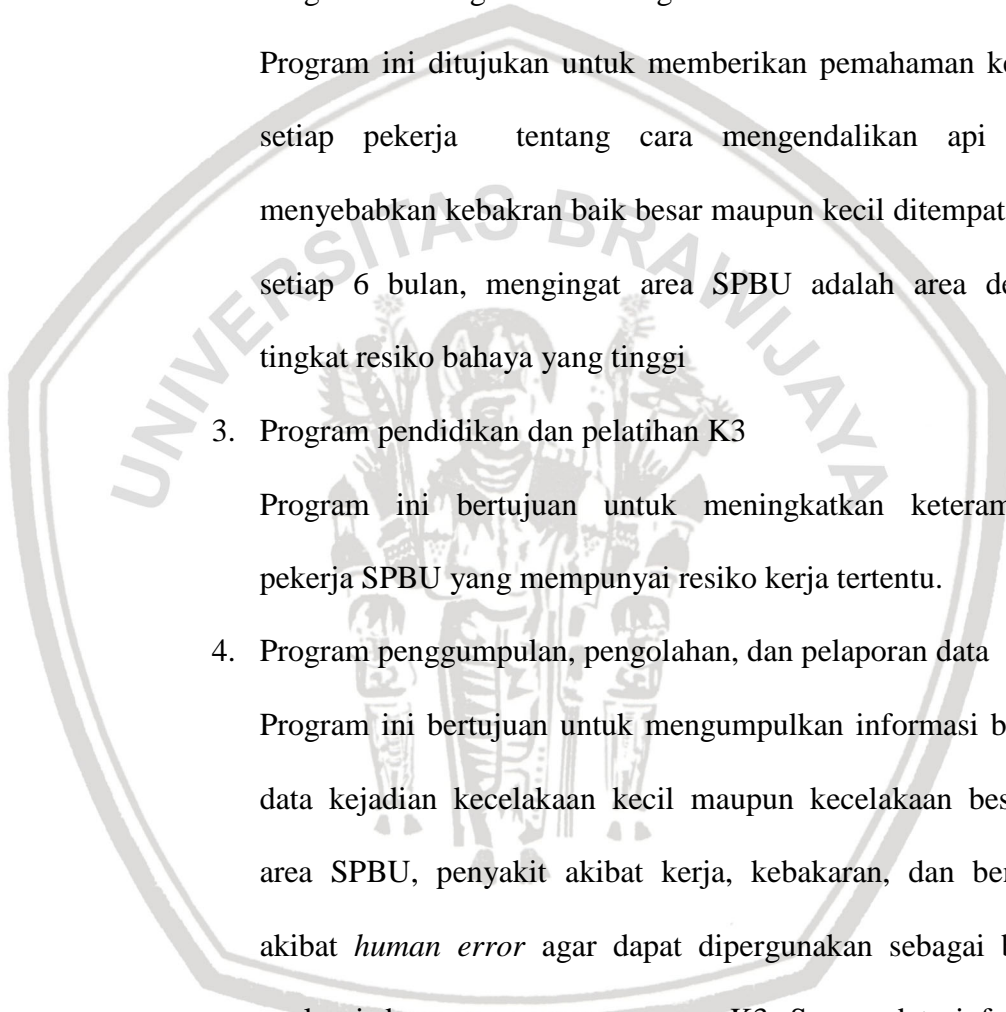 Program ini ditujukan untuk memberikan pemahaman
setiap pekerja tentang cara mengendalikan api
menyebabkan kebakran baik besar maupun kecil ditempat
setiap 6 bulan, mengingat area SPBU adalah area
tingkat resiko bahaya yang tinggi
3. Program pendidikan dan pelatihan K3
Program ini bertujuan untuk meningkatkan
pekerja SPBU yang mempunyai resiko kerja tertentu.
4. Program penggumpulan, pengolahan, dan pelaporan data
Program ini bertujuan untuk mengumpulkan informasi
data kejadian kecelakaan kecil maupun kecelakaan
area SPBU, penyakit akibat kerja, kebakaran, dan
akibat human error agar dapat dipergunakan sebagai
UNIVERSITAS BRAWIJAYA